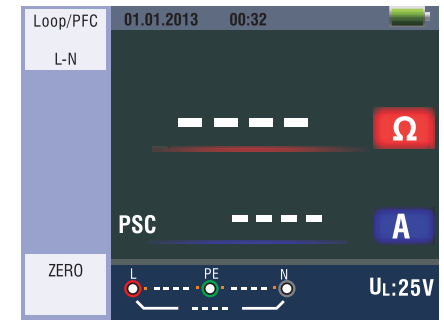 Loop/PFC
01.01.2013 00:32
L-N
---- Ω
PSC ---- A
ZERO
L PE N
---- ----
----
UL:25V